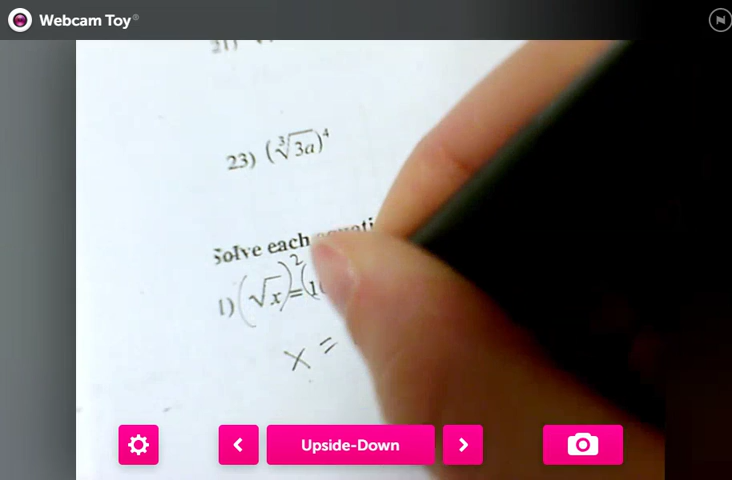 Webcam Toy
23) (∛3a)⁴
Solve each
1) (√x)² = (1
x =
Upside-Down